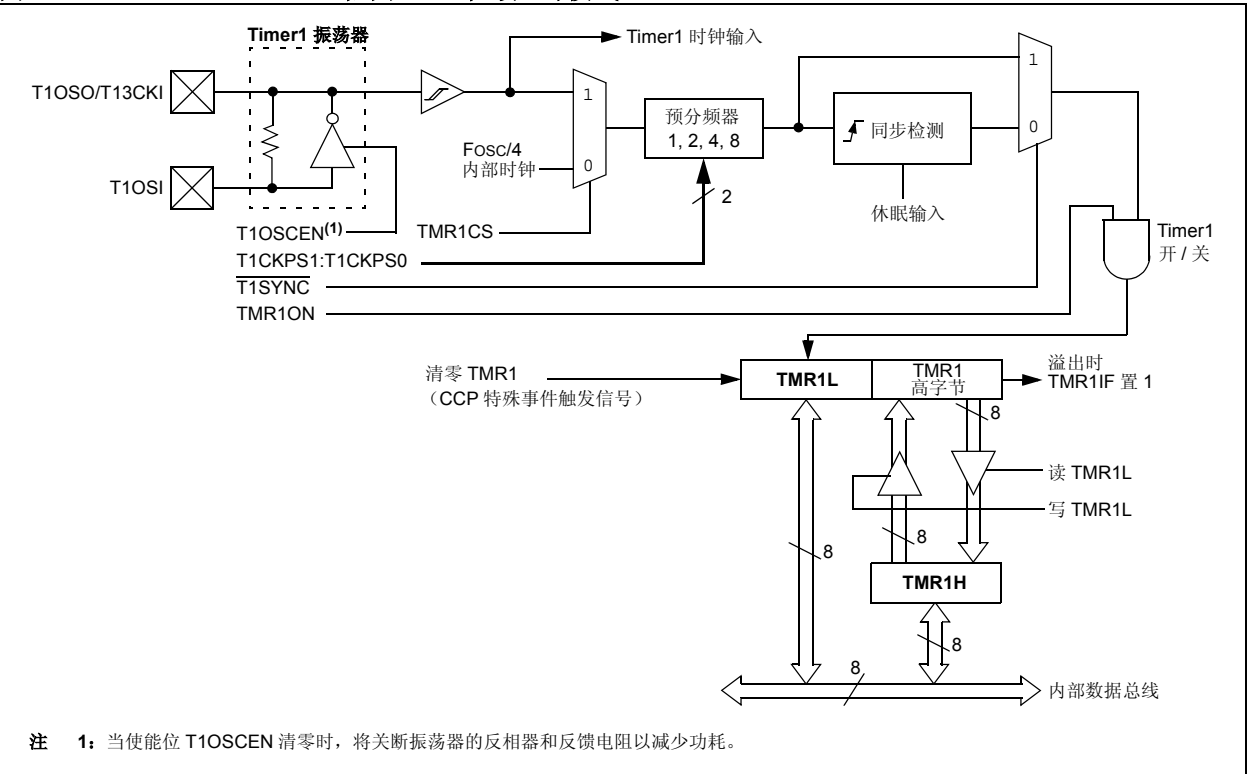 Timer1 振荡器
Timer1 时钟输入
T1OSO/T13CKI
1
1
预分频器
1, 2, 4, 8
同步检测
0
FOSC/4
内部时钟
0
T1OSI
2
休眠输入
T1OSCEN(1)
TMR1CS
Timer1
开 / 关
T1CKPS1:T1CKPS0
T1SYNC
TMR1ON
清零 TMR1
（CCP 特殊事件触发信号）
TMR1L
TMR1
高字节
溢出时
TMR1IF 置 1
8
读 TMR1L
写 TMR1L
8
8
TMR1H
8
8
内部数据总线
注 1: 当使能位 T1OSCEN 清零时，将关断振荡器的反相器和反馈电阻以减少功耗。